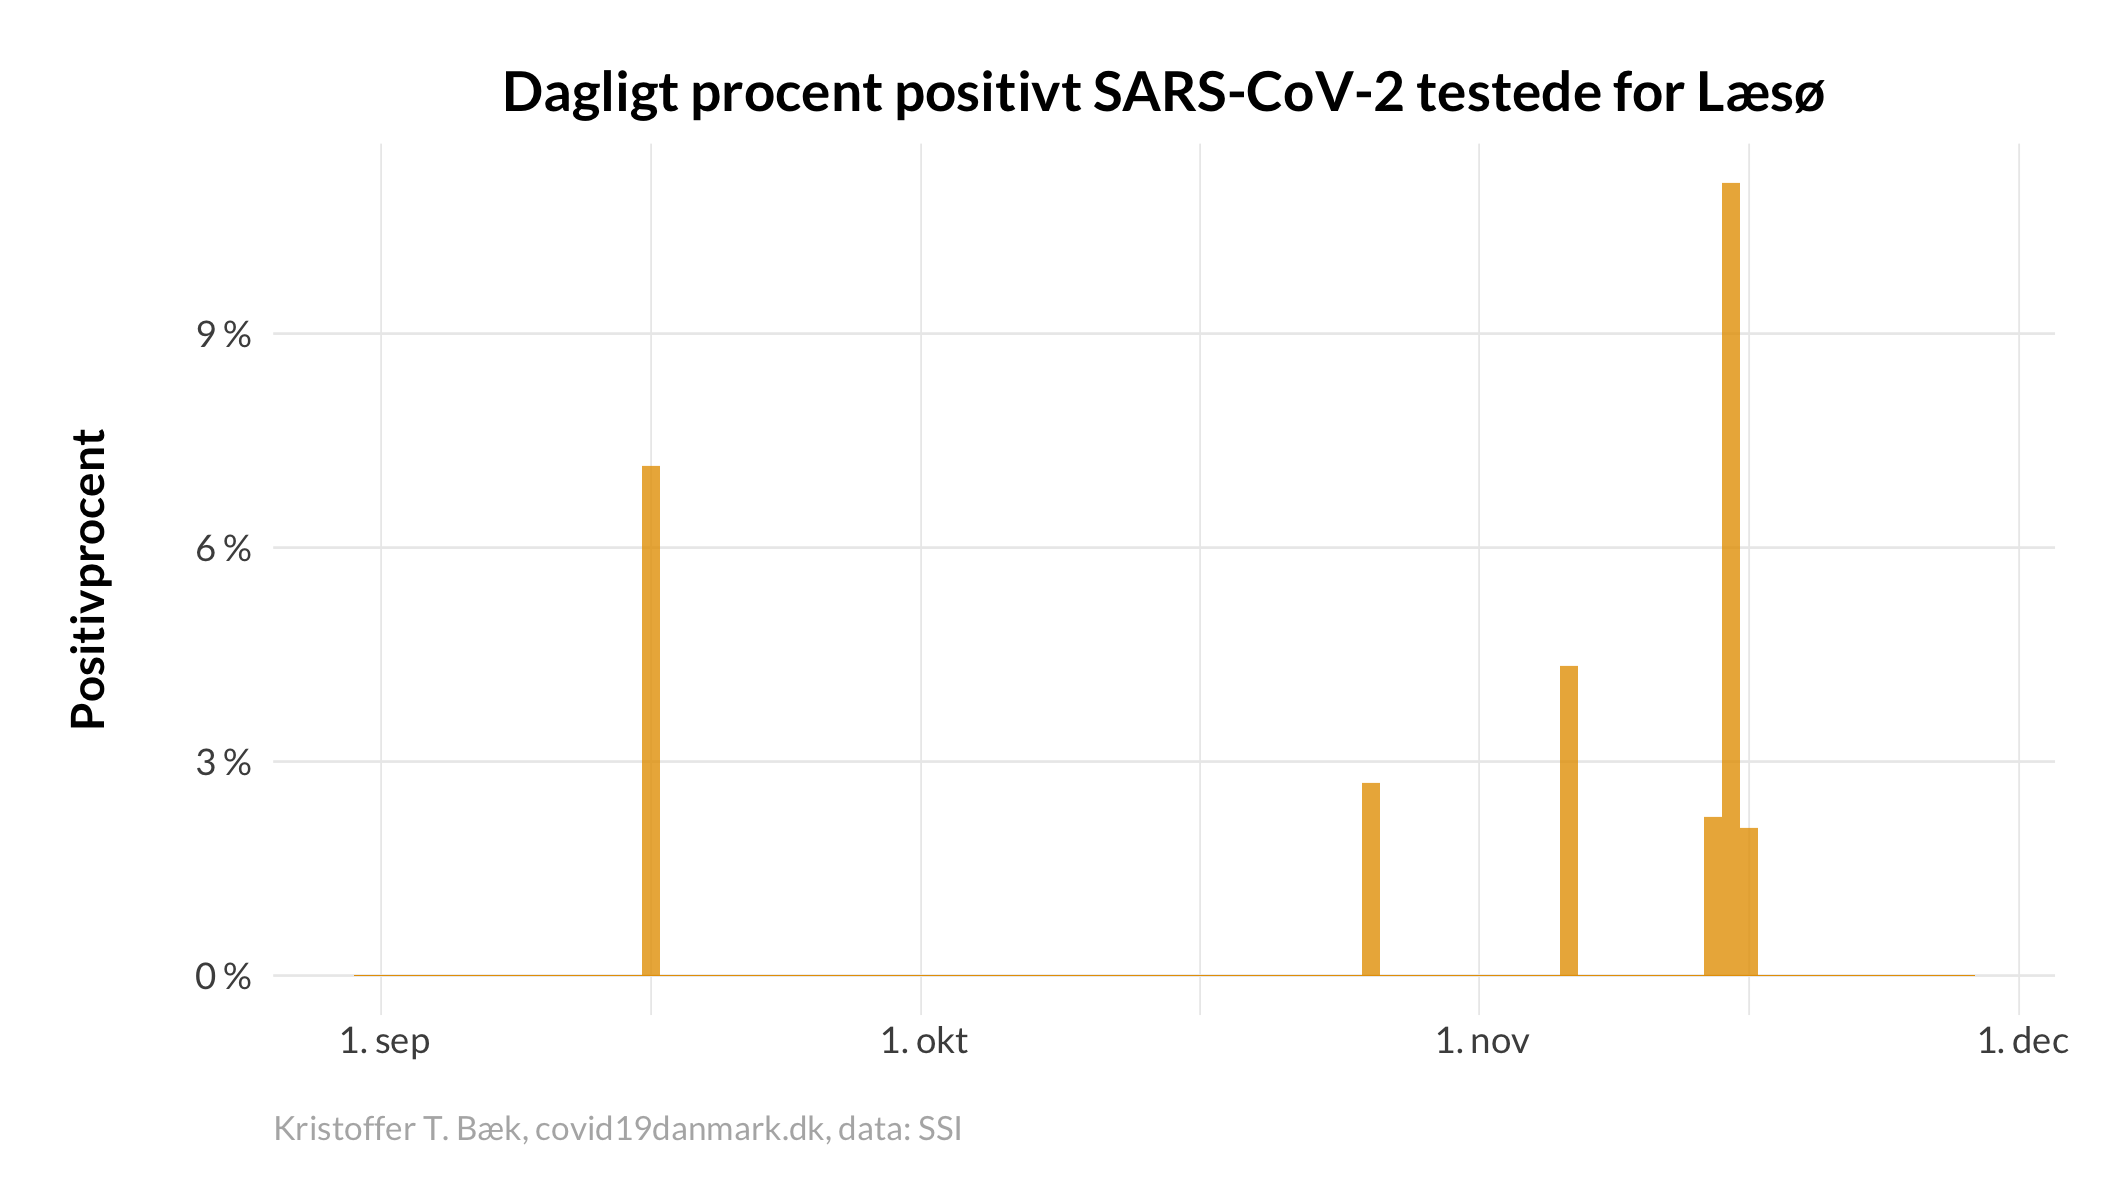 Dagligt procent positivt SARS-CoV-2 testede for Læsø
Positivprocent
9 %
6 %
3 %
0 %
1. sep
1. okt
1. nov
1. dec
Kristoffer T. Bæk, covid19danmark.dk, data: SSI